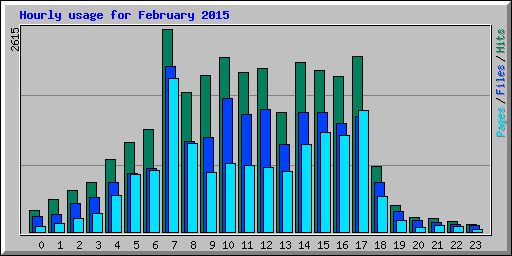 Hourly usage for February 2015
2615
Pages/Files/Hits
0 1 2 3 4 5 6 7 8 9 10 11 12 13 14 15 16 17 18 19 20 21 22 23